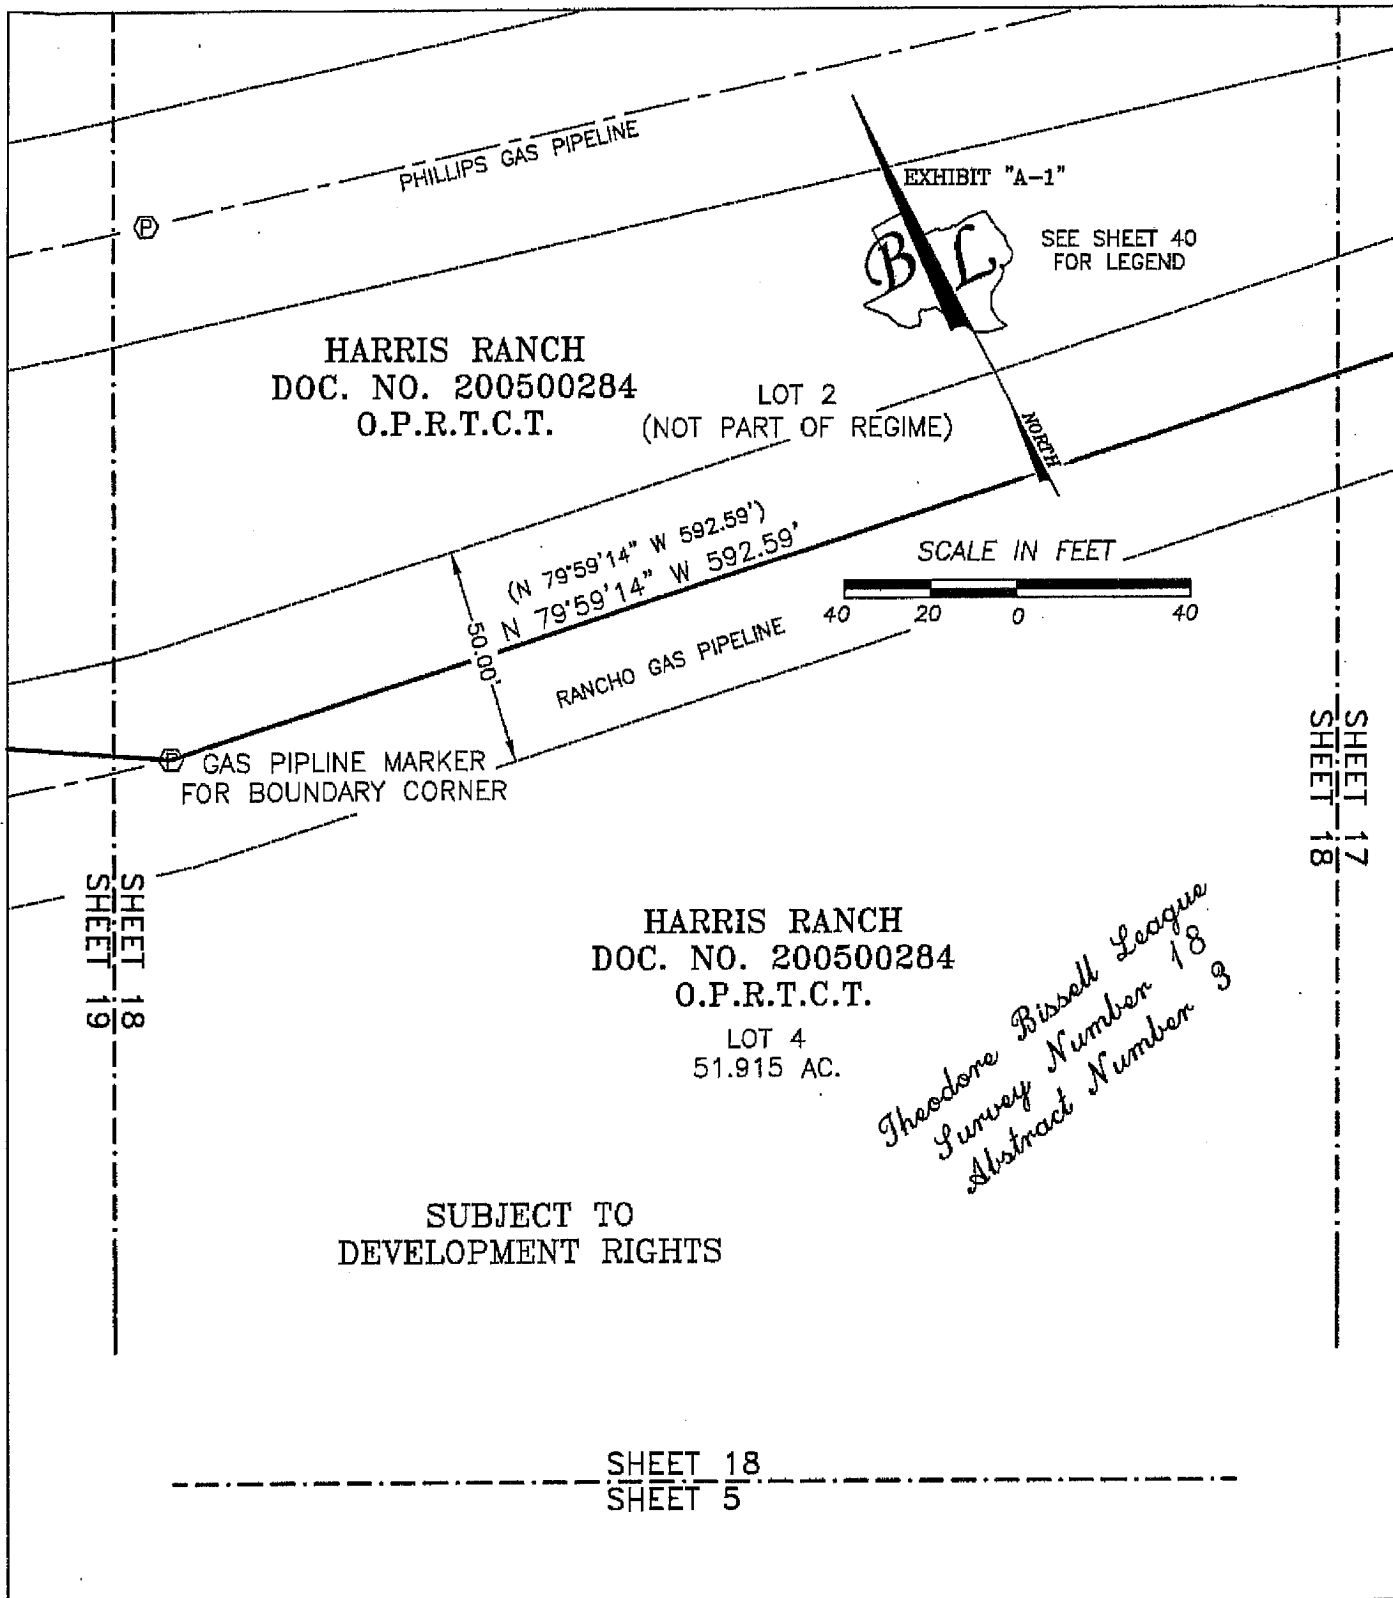 PHILLIPS GAS PIPELINE
P
EXHIBIT "A-1"
B L
SEE SHEET 40
FOR LEGEND
HARRIS RANCH
DOC. NO. 200500284
O.P.R.T.C.T.
LOT 2
(NOT PART OF REGIME)
NORTH
(N 79°59'14" W 592.59')
N 79°59'14" W 592.59'
50.00'
SCALE IN FEET
40 20 0 40
RANCHO GAS PIPELINE
P GAS PIPLINE MARKER
FOR BOUNDARY CORNER
SHEET 17
SHEET 18
SHEET 18
SHEET 19
HARRIS RANCH
DOC. NO. 200500284
O.P.R.T.C.T.
LOT 4
51.915 AC.
Theodore Bissell League
Survey Number 18
Abstract Number 3
SUBJECT TO
DEVELOPMENT RIGHTS
SHEET 18
SHEET 5